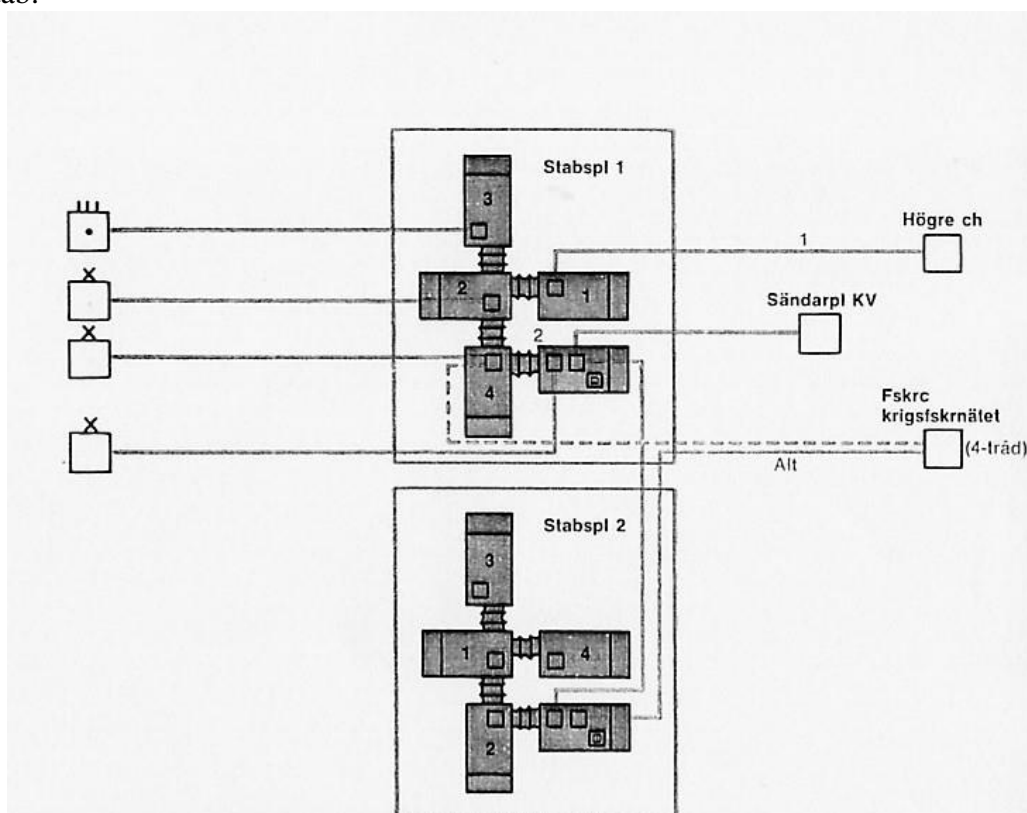 tab.
Stabspl 1
3
Högre ch
1
2
1
Sändarpl KV
2
4
Fskrc
krigsfskrnätet
(4-tråd)
Alt
Stabspl 2
3
1
4
2